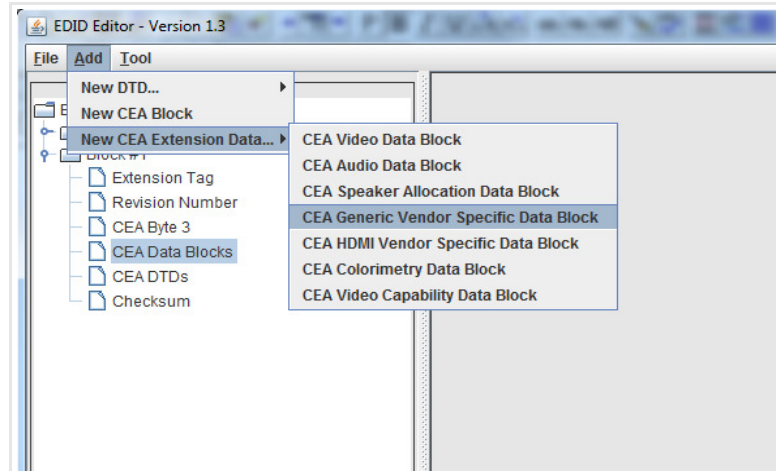 EDID Editor - Version 1.3
File Add Tool
New DTD...
New CEA Block
New CEA Extension Data...
CEA Video Data Block
CEA Audio Data Block
CEA Speaker Allocation Data Block
CEA Generic Vendor Specific Data Block
CEA HDMI Vendor Specific Data Block
CEA Colorimetry Data Block
CEA Video Capability Data Block
Block #1
Extension Tag
Revision Number
CEA Byte 3
CEA Data Blocks
CEA DTDs
Checksum